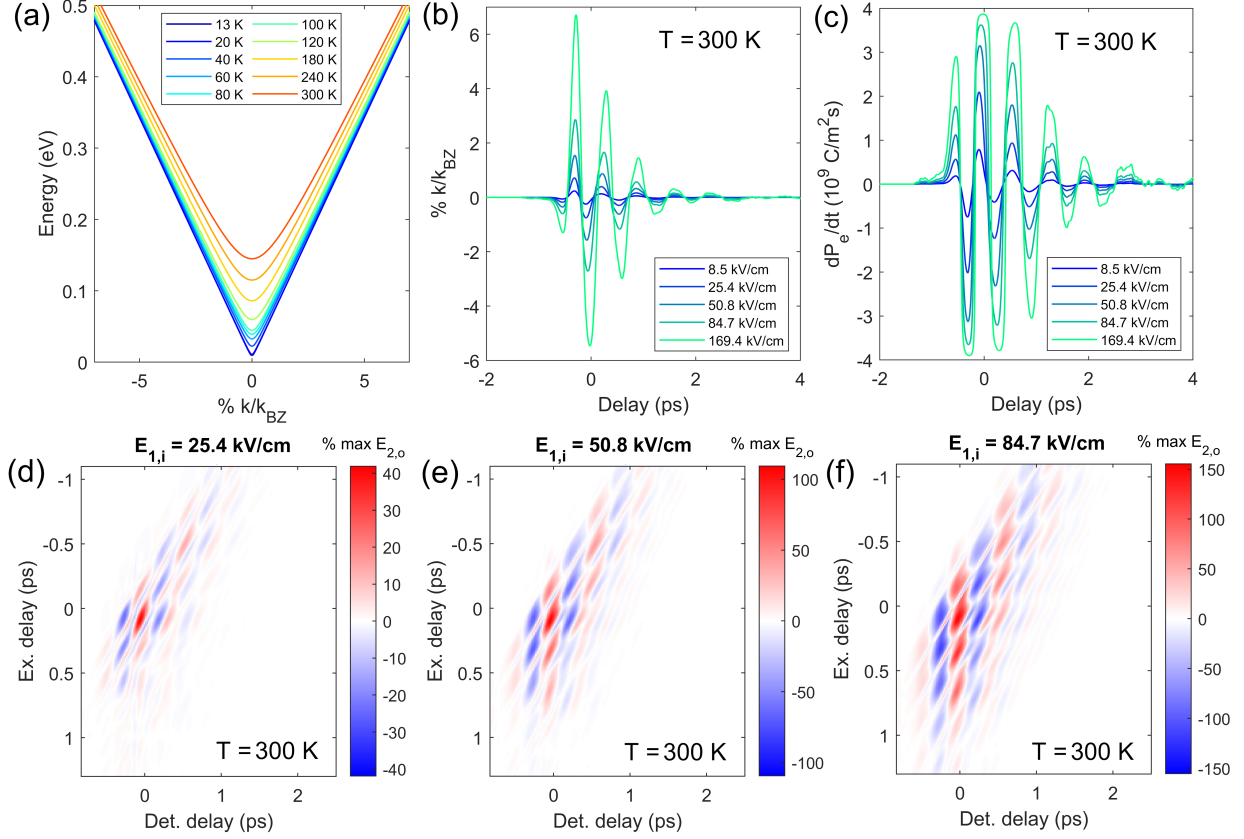 (a)
0.5
0.4
0.3
0.2
0.1
0
Energy (eV)
-5
0
5
% k/k_BZ
13 K
20 K
40 K
60 K
80 K
100 K
120 K
180 K
240 K
300 K
(b)
T = 300 K
8
6
4
2
0
-2
-4
-6
% k/k_BZ
-2
0
2
4
Delay (ps)
8.5 kV/cm
25.4 kV/cm
50.8 kV/cm
84.7 kV/cm
169.4 kV/cm
(c)
T = 300 K
4
3
2
1
0
-1
-2
-3
-4
dP_e/dt (10^9 C/m^2s)
-2
0
2
4
Delay (ps)
8.5 kV/cm
25.4 kV/cm
50.8 kV/cm
84.7 kV/cm
169.4 kV/cm
(d)
E_1,i = 25.4 kV/cm
% max E_2,o
-1
-0.5
0
0.5
1
Ex. delay (ps)
T = 300 K
0
1
2
Det. delay (ps)
40
30
20
10
0
-10
-20
-30
-40
(e)
E_1,i = 50.8 kV/cm
% max E_2,o
-1
-0.5
0
0.5
1
Ex. delay (ps)
T = 300 K
0
1
2
Det. delay (ps)
100
50
0
-50
-100
(f)
E_1,i = 84.7 kV/cm
% max E_2,o
-1
-0.5
0
0.5
1
Ex. delay (ps)
T = 300 K
0
1
2
Det. delay (ps)
150
100
50
0
-50
-100
-150